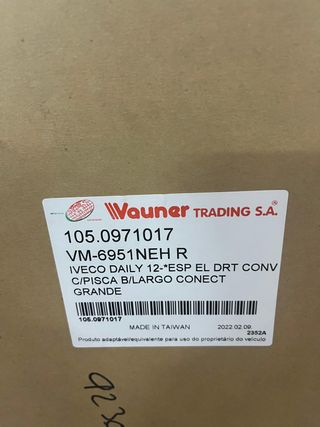 Wauner TRADING S.A.
105.0971017
VM-6951NEH R
IVECO DAILY 12-*ESP EL DRT CONV
C/PISCA B/LARGO CONECT
GRANDE
105.0971017
MADE IN TAIWAN 2022.02.09
2352A
Produto adaptável/equivalente para uso do proprietário do veículo